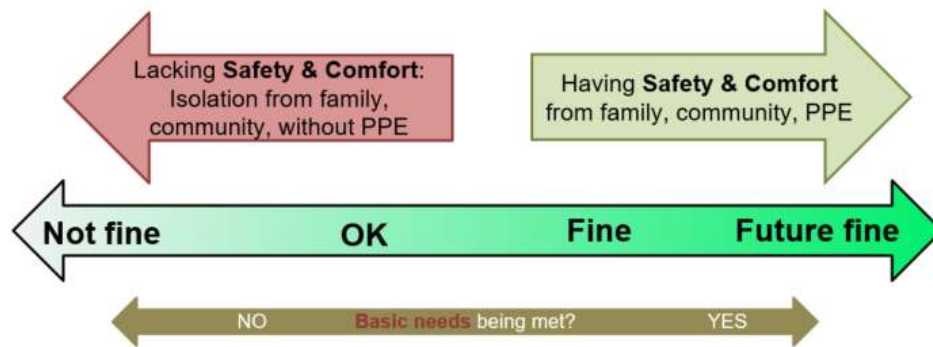 Lacking Safety & Comfort:
Isolation from family,
community, without PPE
Having Safety & Comfort
from family, community, PPE
Not fine OK Fine Future fine
NO Basic needs being met? YES